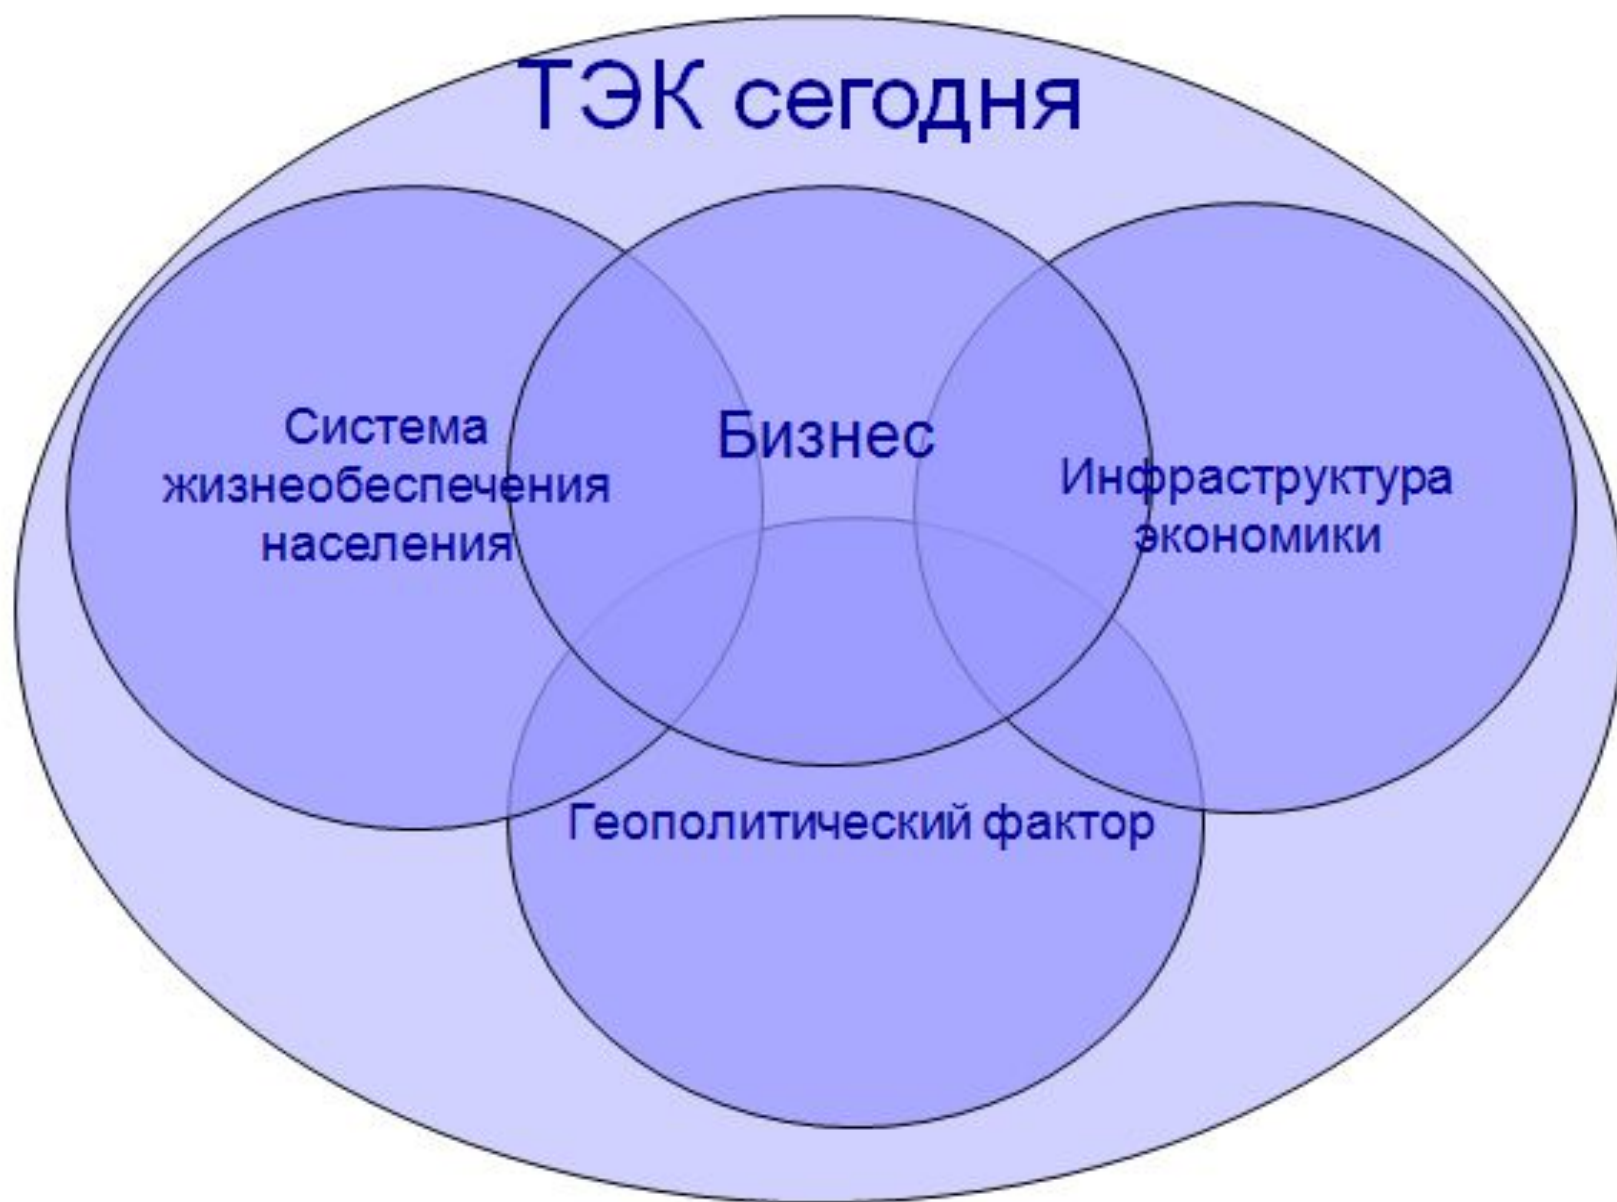 ТЭК сегодня
Система
жизнеобеспечения
населения
Бизнес
Инфраструктура
экономики
Геополитический фактор